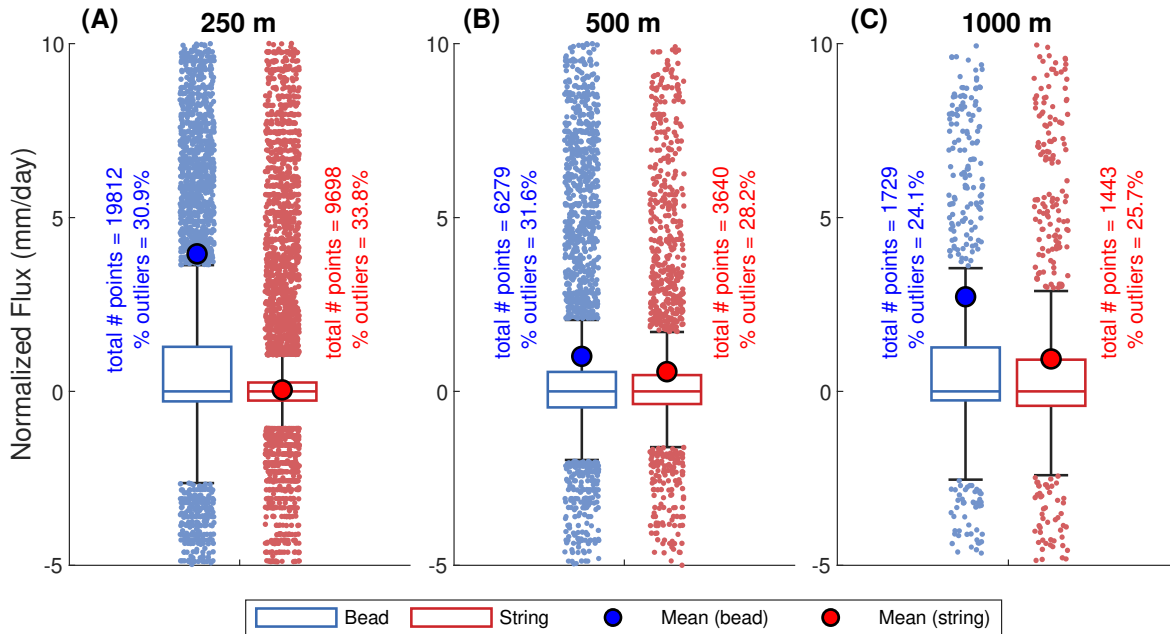 (A) 250 m
(B) 500 m
(C) 1000 m
Normalized Flux (mm/day)
10
5
0
-5
total # points = 19812
% outliers = 30.9%
total # points = 9698
% outliers = 33.8%
10
5
0
-5
total # points = 6279
% outliers = 31.6%
total # points = 3640
% outliers = 28.2%
10
5
0
-5
total # points = 1729
% outliers = 24.1%
total # points = 1443
% outliers = 25.7%
Bead String Mean (bead) Mean (string)